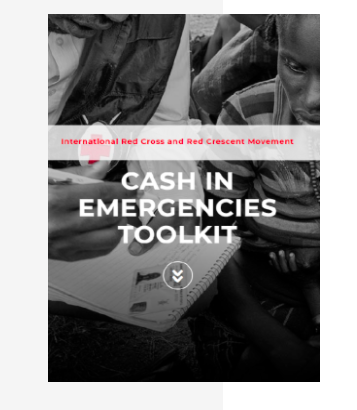 International Red Cross and Red Crescent Movement
CASH IN
EMERGENCIES
TOOLKIT